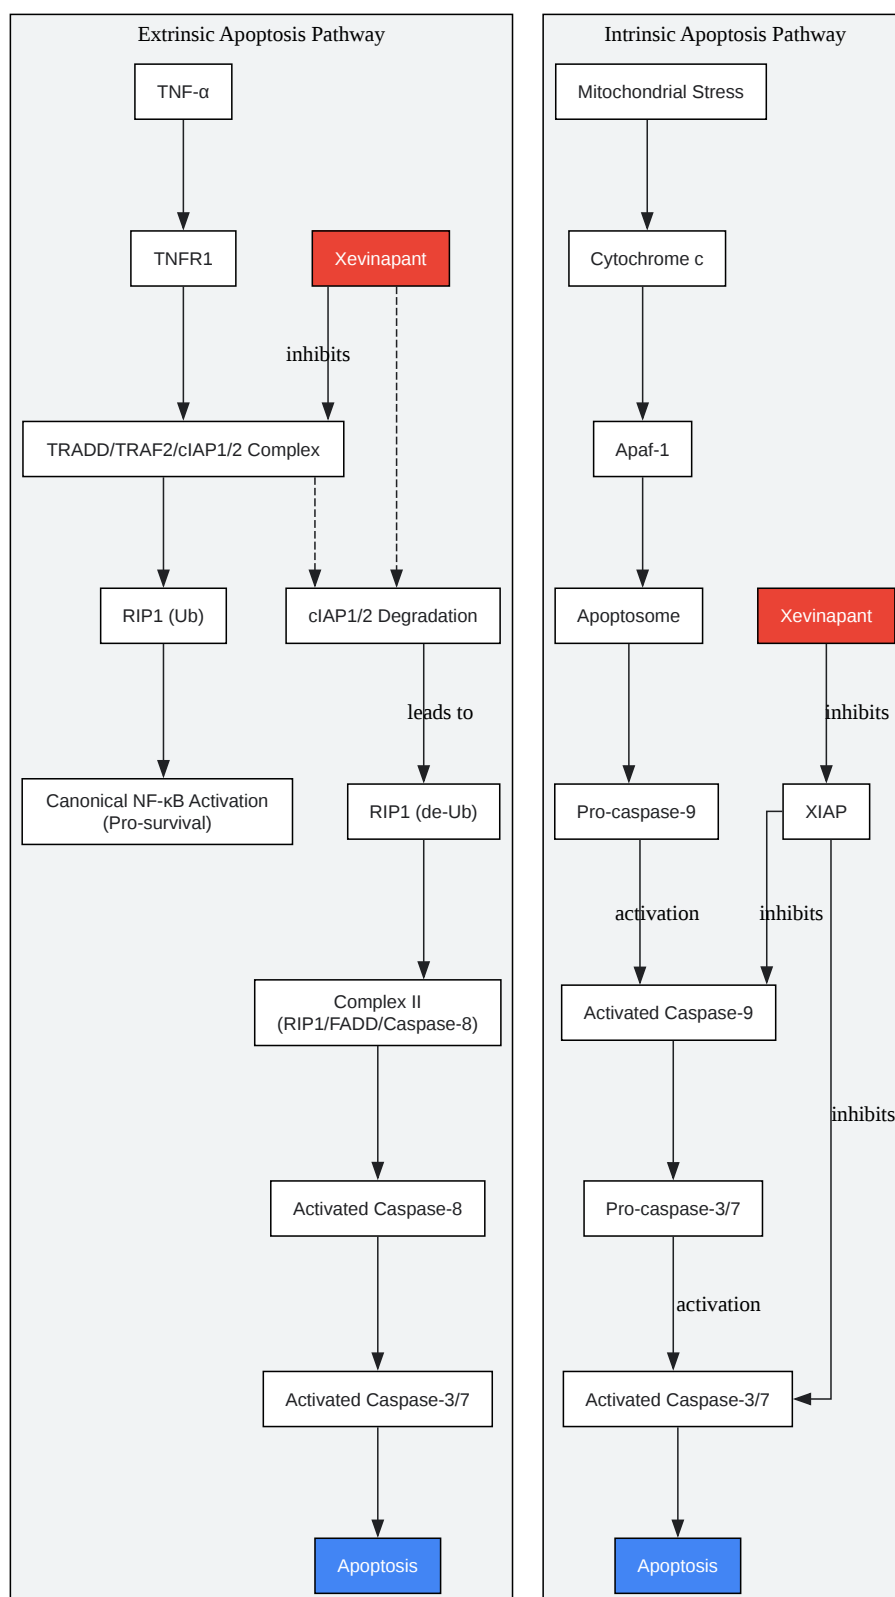 Extrinsic Apoptosis Pathway
TNF-α
TNFR1
Xevinapant
inhibits
TRADD/TRAF2/cIAP1/2 Complex
RIP1 (Ub)
cIAP1/2 Degradation
leads to
Canonical NF-κB Activation
(Pro-survival)
RIP1 (de-Ub)
Complex II
(RIP1/FADD/Caspase-8)
Activated Caspase-8
Activated Caspase-3/7
Apoptosis
Intrinsic Apoptosis Pathway
Mitochondrial Stress
Cytochrome c
Apaf-1
Apoptosome
Xevinapant
inhibits
Pro-caspase-9
XIAP
activation
inhibits
Activated Caspase-9
inhibits
Pro-caspase-3/7
activation
Activated Caspase-3/7
Apoptosis